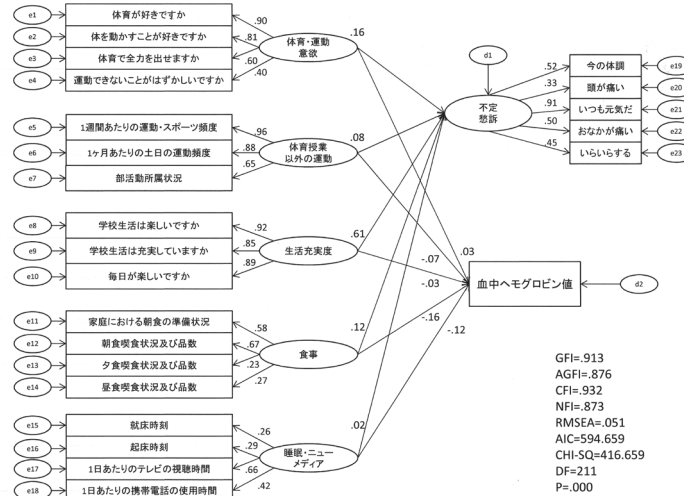 e1
体育が好きですか
.90
e2
体を動かすことが好きですか
.81
e3
体育で全力を出せますか
.60
e4
運動できないことがはずかしいですか
.40
体育・運動
意欲
.16
e5
1週間あたりの運動・スポーツ頻度
.96
e6
1ヶ月あたりの土日の運動頻度
.88
e7
部活動所属状況
.65
体育授業
以外の運動
.08
e8
学校生活は楽しいですか
.92
e9
学校生活は充実していますか
.85
e10
毎日が楽しいですか
.89
生活充実度
.61
e11
家庭における朝食の準備状況
.58
e12
朝食喫食状況及び品数
.67
e13
夕食喫食状況及び品数
.23
e14
昼食喫食状況及び品数
.27
食事
.12
e15
就床時刻
.26
e16
起床時刻
.29
e17
1日あたりのテレビの視聴時間
.66
e18
1日あたりの携帯電話の使用時間
.42
睡眠・ニュー
メディア
.02
d1
不定
愁訴
.52
今の体調
e19
.33
頭が痛い
e20
.91
いつも元気だ
e21
.50
おなかが痛い
e22
.45
いらいらする
e23
.03
-.07
-.03
-.16
-.12
血中ヘモグロビン値
d2
GFI=.913
AGFI=.876
CFI=.932
NFI=.873
RMSEA=.051
AIC=594.659
CHI-SQ=416.659
DF=211
P=.000